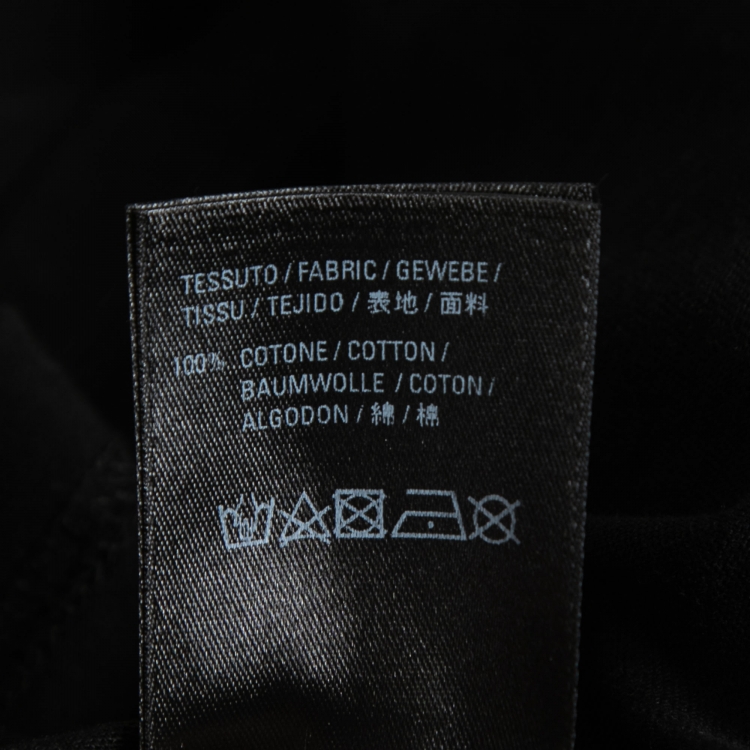 TESSUTO / FABRIC / GEWEBE /
TISSU / TEJIDO / 表地 / 面料
100% COTONE / COTTON /
BAUMWOLLE / COTON /
ALGODON / 綿 / 棉